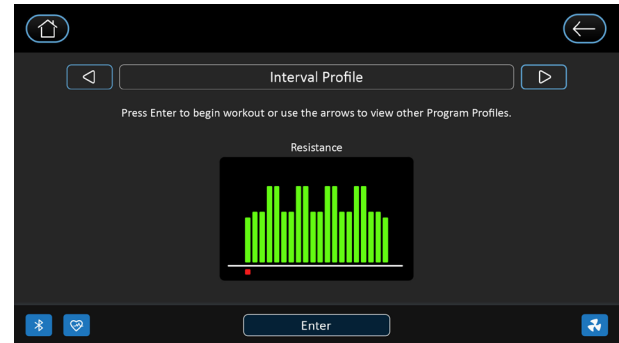 Interval Profile
Press Enter to begin workout or use the arrows to view other Program Profiles.
Resistance
Enter